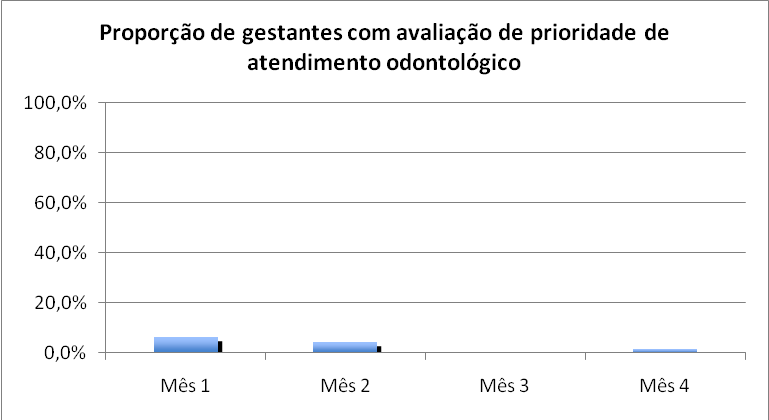 Proporção de gestantes com avaliação de prioridade de
atendimento odontológico
100,0%
80,0%
60,0%
40,0%
20,0%
0,0%
Mês 1 Mês 2 Mês 3 Mês 4